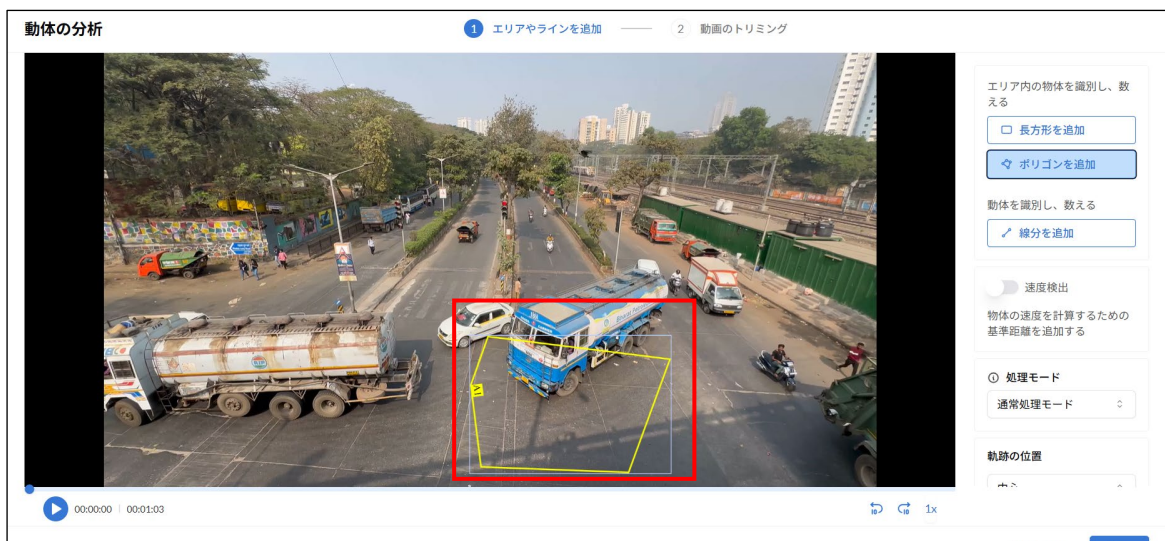 動体の分析
1 エリアやラインを追加
2 動画のトリミング
エリア内の物体を識別し、数
える
長方形を追加
ポリゴンを追加
動体を識別し、数える
線分を追加
速度検出
物体の速度を計算するための
基準距離を追加する
処理モード
通常処理モード
軌跡の位置
00:00:00 00:01:03
10
10
1x